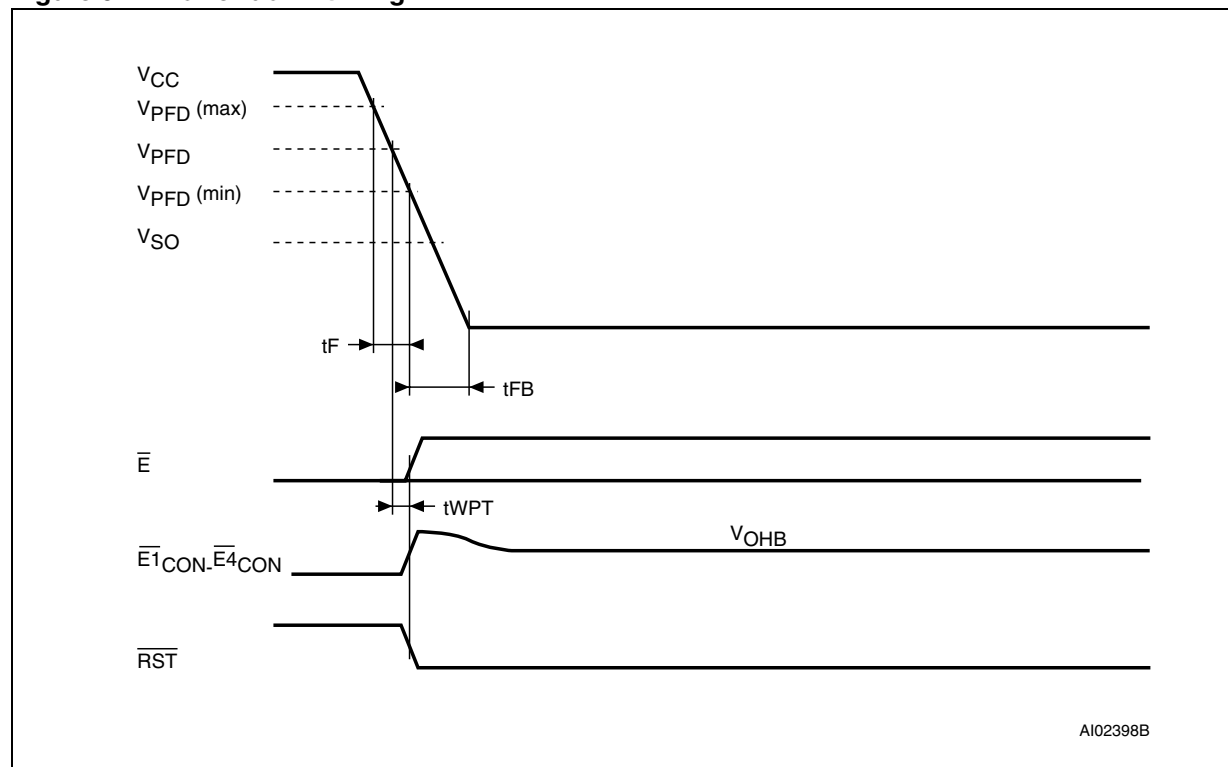 VCC
VPFD (max)
VPFD
VPFD (min)
VSO
tF
tFB
E
tWPT
E1CON-E4CON
VOHB
RST
AI02398B